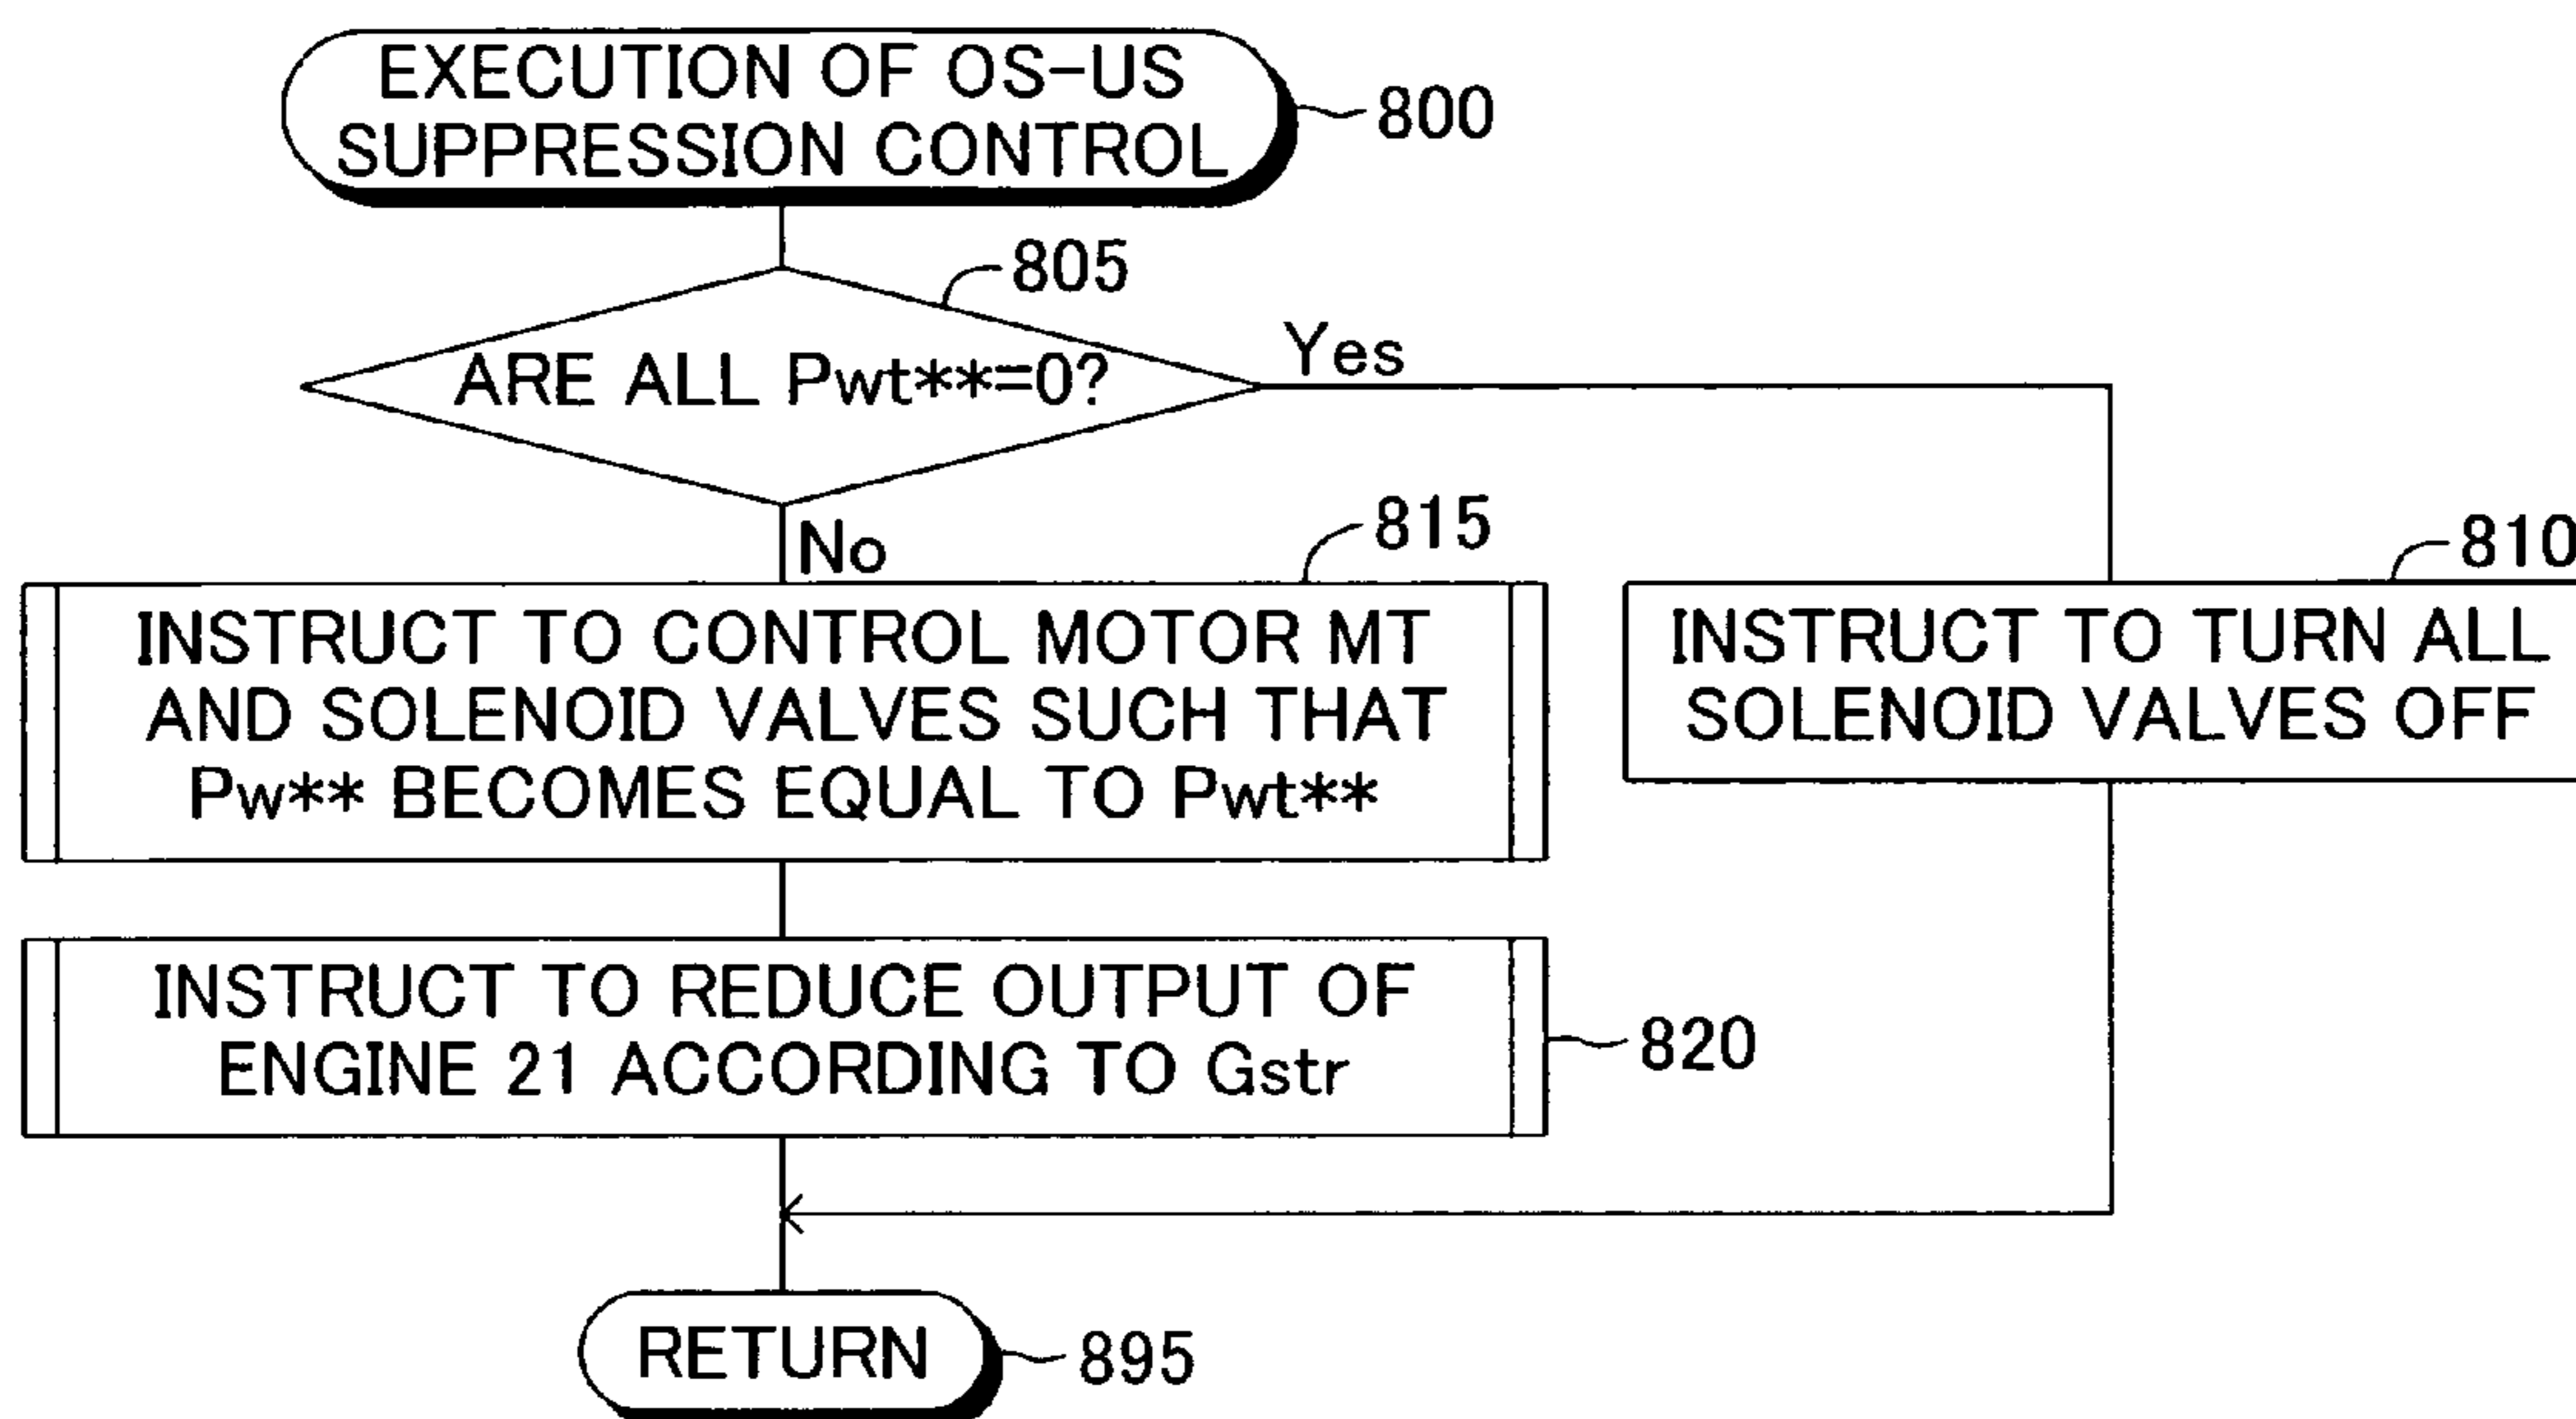 EXECUTION OF OS-US
SUPPRESSION CONTROL
800
805
ARE ALL Pwt**=0?
Yes
No
815
INSTRUCT TO CONTROL MOTOR MT
AND SOLENOID VALVES SUCH THAT
Pw** BECOMES EQUAL TO Pwt**
810
INSTRUCT TO TURN ALL
SOLENOID VALVES OFF
INSTRUCT TO REDUCE OUTPUT OF
ENGINE 21 ACCORDING TO Gstr
820
RETURN
895